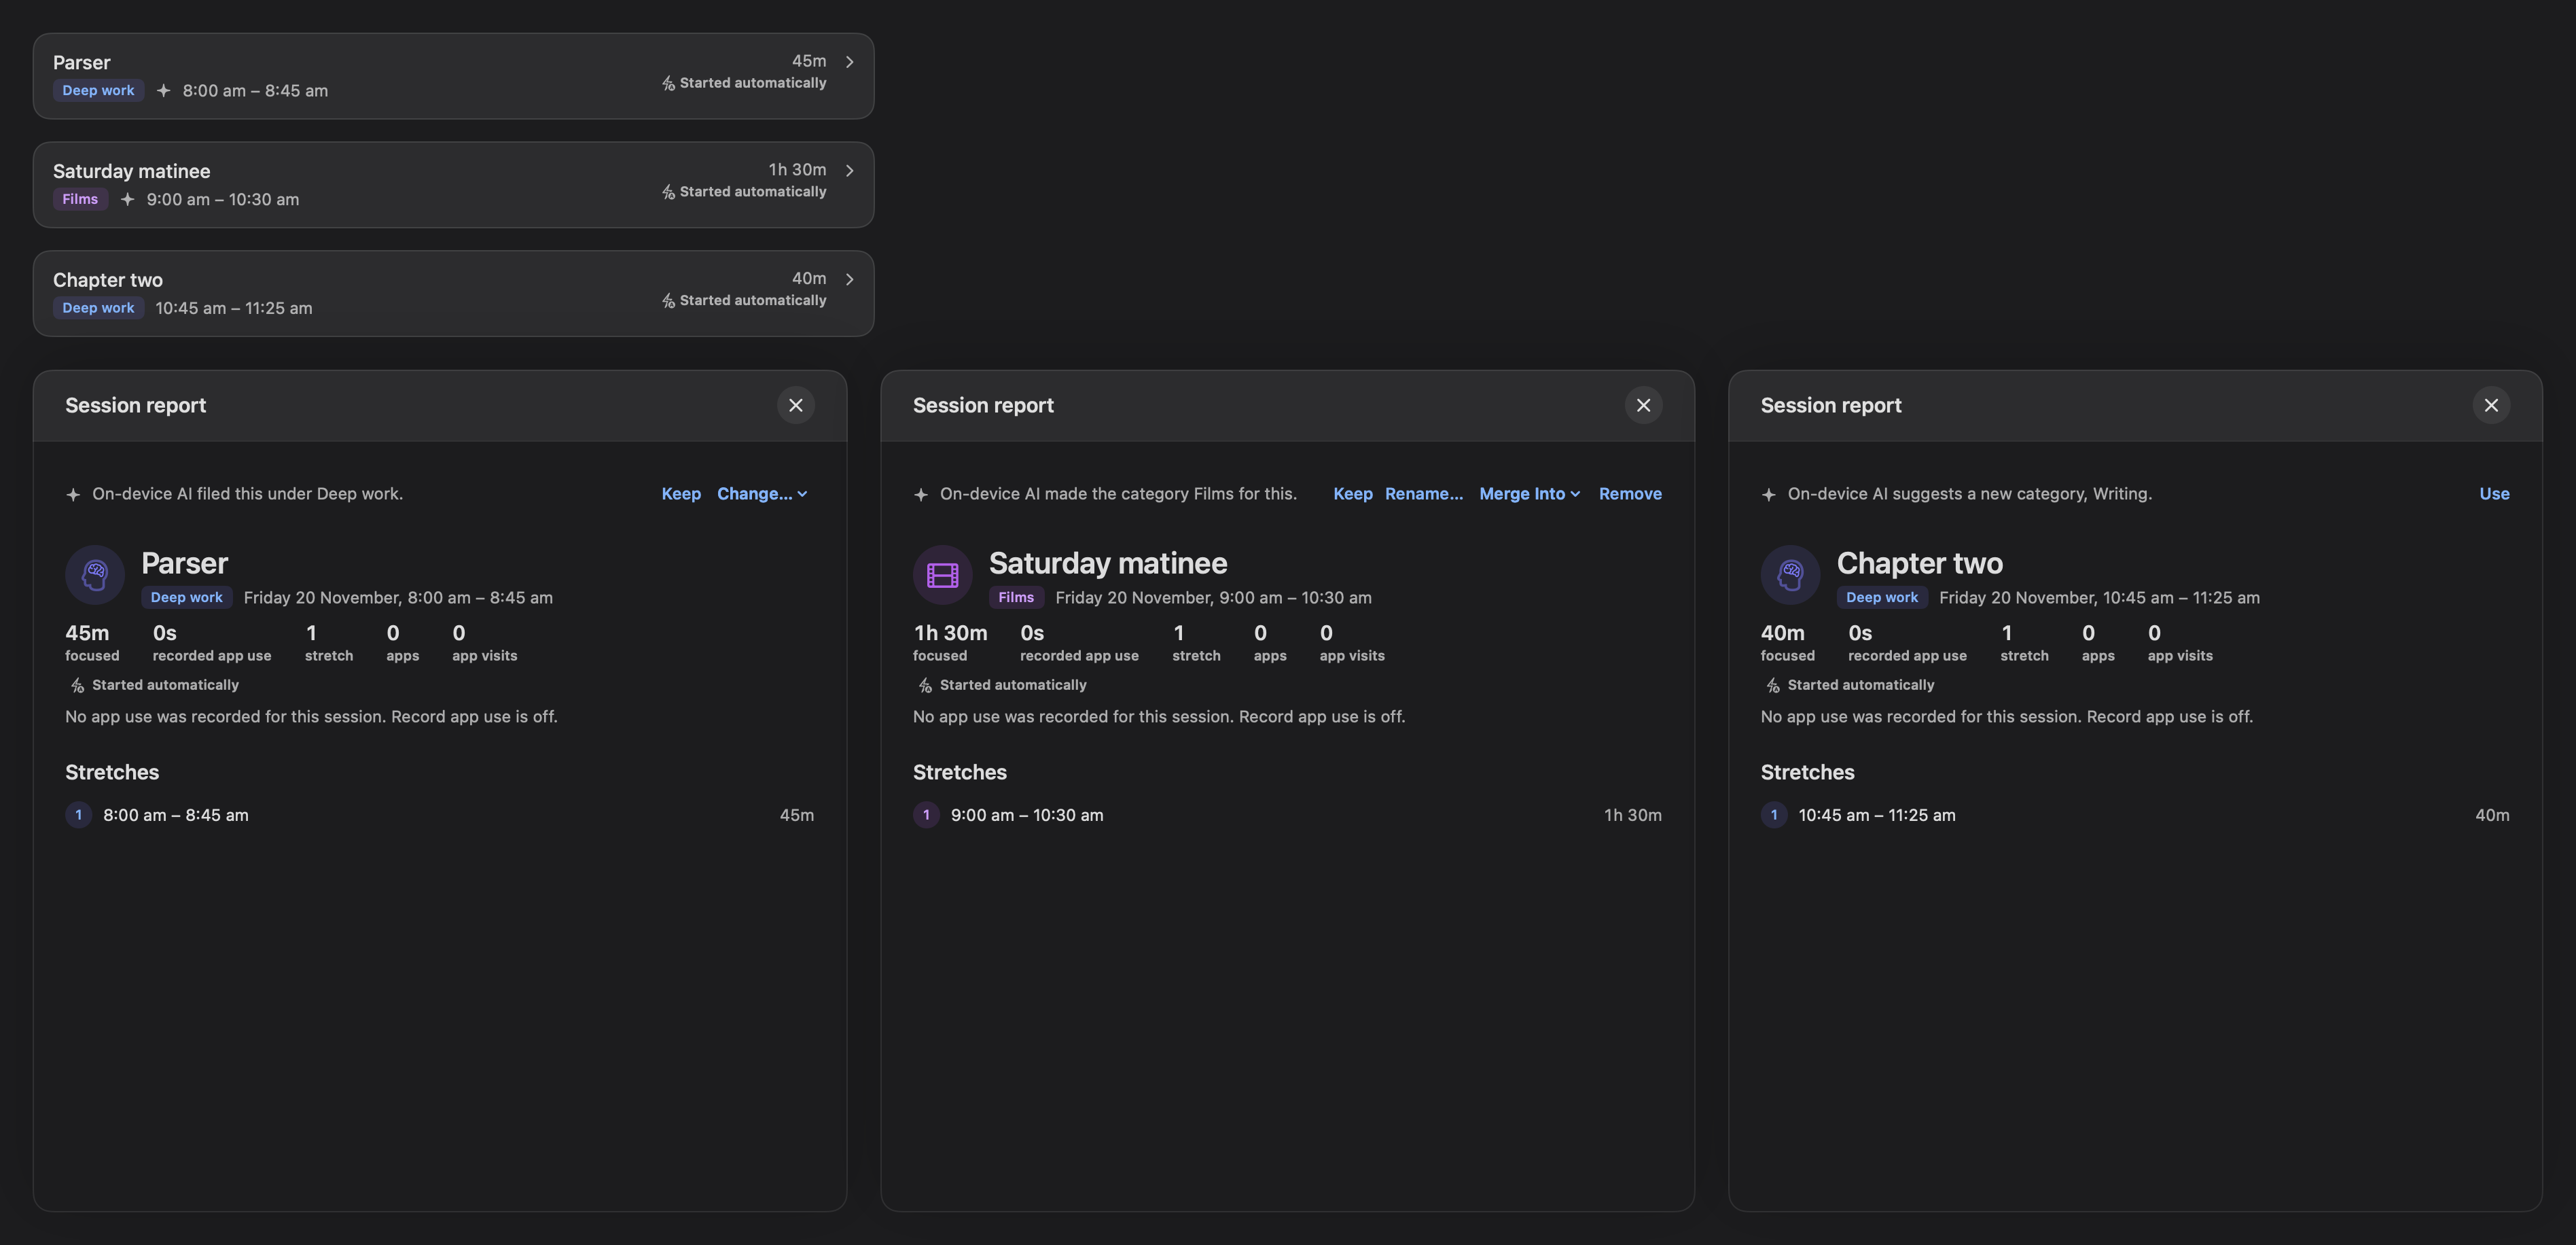 Parser
45m
Deep work 8:00 am – 8:45 am
Started automatically
Saturday matinee
1h 30m
Films 9:00 am – 10:30 am
Started automatically
Chapter two
40m
Deep work 10:45 am – 11:25 am
Started automatically
Session report
On-device AI filed this under Deep work. Keep Change...
Parser
Deep work Friday 20 November, 8:00 am – 8:45 am
45m 0s 1 0 0
focused recorded app use stretch apps app visits
Started automatically
No app use was recorded for this session. Record app use is off.
Stretches
1 8:00 am – 8:45 am 45m
Session report
On-device AI made the category Films for this. Keep Rename... Merge Into Remove
Saturday matinee
Films Friday 20 November, 9:00 am – 10:30 am
1h 30m 0s 1 0 0
focused recorded app use stretch apps app visits
Started automatically
No app use was recorded for this session. Record app use is off.
Stretches
1 9:00 am – 10:30 am 1h 30m
Session report
On-device AI suggests a new category, Writing. Use
Chapter two
Deep work Friday 20 November, 10:45 am – 11:25 am
40m 0s 1 0 0
focused recorded app use stretch apps app visits
Started automatically
No app use was recorded for this session. Record app use is off.
Stretches
1 10:45 am – 11:25 am 40m